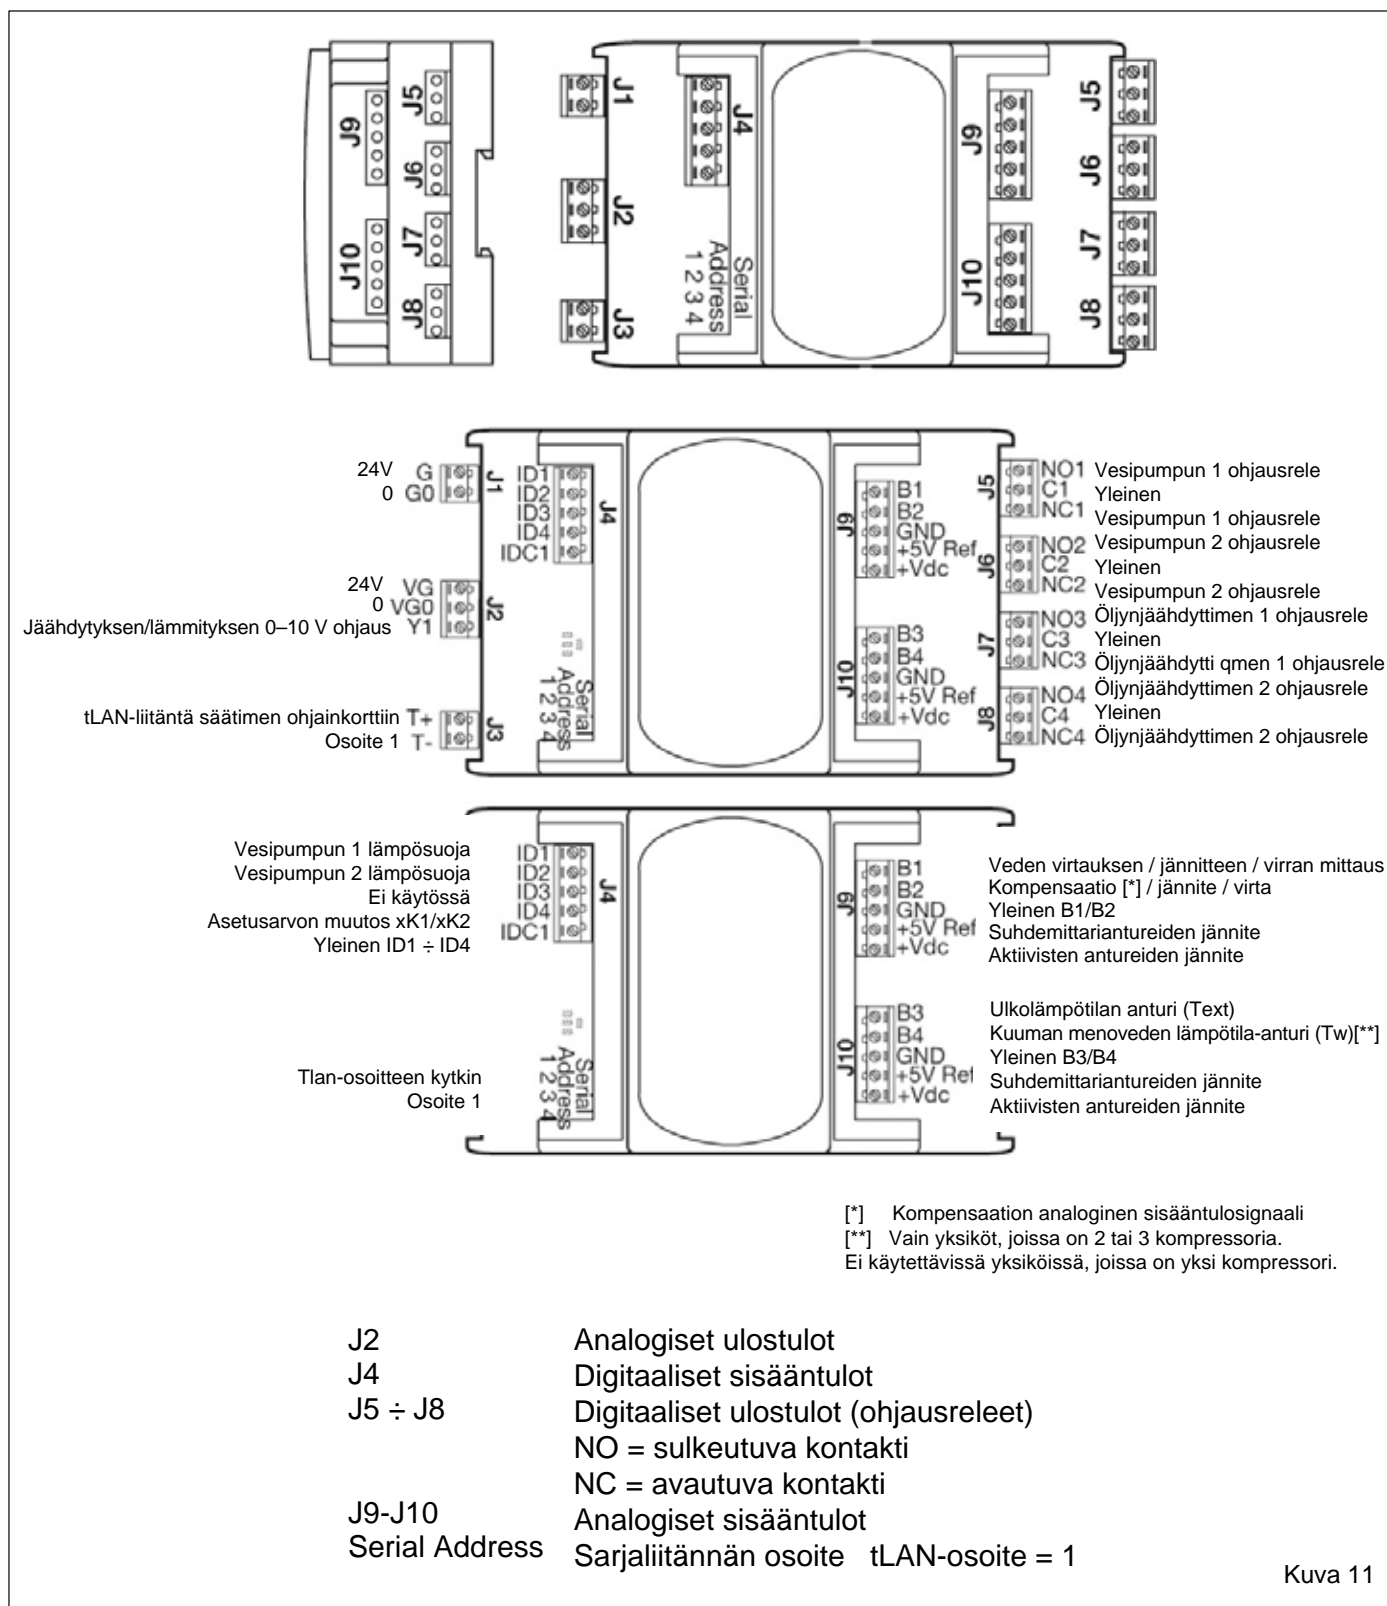 J9
J5
J6
J10
J7
J8
J1
J2
J3
J4
Serial
Address
1 2 3 4
J9
J10
J5
J6
J7
J8
24V G
0 G0
J1
24V VG
0 VG0
Jäähdytyksen/lämmityksen 0–10 V ohjaus Y1
J2
tLAN-liitäntä säätimen ohjainkorttiin T+
Osoite 1 T-
J3
ID1
ID2
ID3
ID4
IDC1
J4
Serial
Address
1 2 3 4
J9
B1
B2
GND
+5V Ref
+Vdc
J10
B3
B4
GND
+5V Ref
+Vdc
J5
NO1 Vesipumpun 1 ohjausrele
C1 Yleinen
NC1 Vesipumpun 1 ohjausrele
J6
NO2 Vesipumpun 2 ohjausrele
C2 Yleinen
NC2 Vesipumpun 2 ohjausrele
J7
NO3 Öljynjäähdyttimen 1 ohjausrele
C3 Yleinen
NC3 Öljynjäähdytti qmen 1 ohjausrele
J8
NO4 Öljynjäähdyttimen 2 ohjausrele
C4 Yleinen
NC4 Öljynjäähdyttimen 2 ohjausrele
Vesipumpun 1 lämpösuoja ID1
Vesipumpun 2 lämpösuoja ID2
Ei käytössä ID3
Asetusarvon muutos xK1/xK2 ID4
Yleinen ID1 ÷ ID4 IDC1
J4
Tlan-osoitteen kytkin
Osoite 1
Serial
Address
1 2 3 4
J9
B1 Veden virtauksen / jännitteen / virran mittaus
B2 Kompensaatio [*] / jännite / virta
GND Yleinen B1/B2
+5V Ref Suhdemittariantureiden jännite
+Vdc Aktiivisten antureiden jännite
J10
B3 Ulkolämpötilan anturi (Text)
B4 Kuuman menoveden lämpötila-anturi (Tw)[**]
GND Yleinen B3/B4
+5V Ref Suhdemittariantureiden jännite
+Vdc Aktiivisten antureiden jännite
[*] Kompensaation analoginen sisääntulosignaali
[**] Vain yksiköt, joissa on 2 tai 3 kompressoria.
Ei käytettävissä yksiköissä, joissa on yksi kompressori.
J2 Analogiset ulostulot
J4 Digitaaliset sisääntulot
J5 ÷ J8 Digitaaliset ulostulot (ohjausreleet)
NO = sulkeutuva kontakti
NC = avautuva kontakti
J9-J10 Analogiset sisääntulot
Serial Address Sarjaliitännän osoite tLAN-osoite = 1
Kuva 11